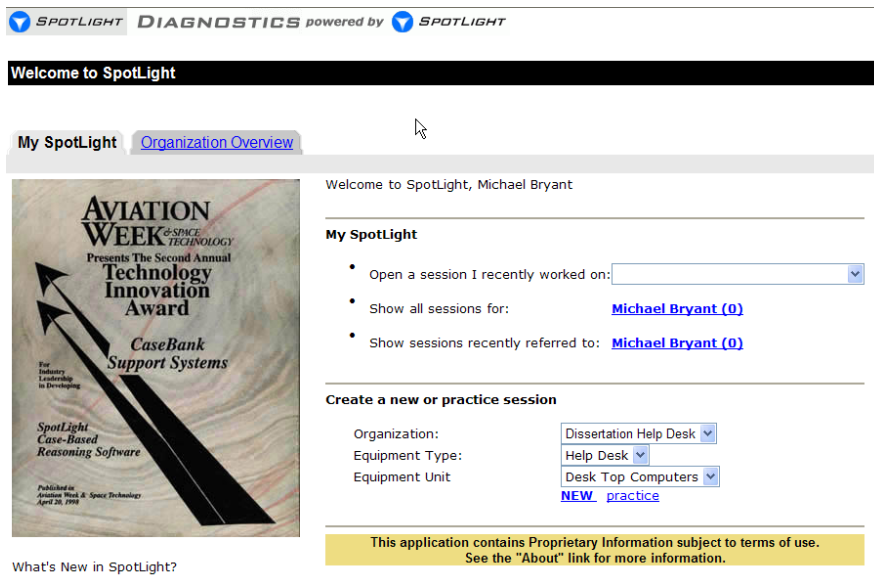 SPOTLIGHT DIAGNOSTICS powered by SPOTLIGHT
Welcome to SpotLight
My SpotLight Organization Overview
AVIATION
WEEK & SPACE
TECHNOLOGY
Presents The Second Annual
Technology
Innovation
Award
CaseBank
Support Systems
For
Industry
Leadership
in Developing
SpotLight
Case-Based
Reasoning Software
Published in
Aviation Week & Space Technology
April 20, 1998
What's New in SpotLight?
Welcome to SpotLight, Michael Bryant
My SpotLight
• Open a session I recently worked on:
• Show all sessions for: Michael Bryant (0)
• Show sessions recently referred to: Michael Bryant (0)
Create a new or practice session
Organization: Dissertation Help Desk
Equipment Type: Help Desk
Equipment Unit Desk Top Computers
NEW practice
This application contains Proprietary Information subject to terms of use.
See the "About" link for more information.